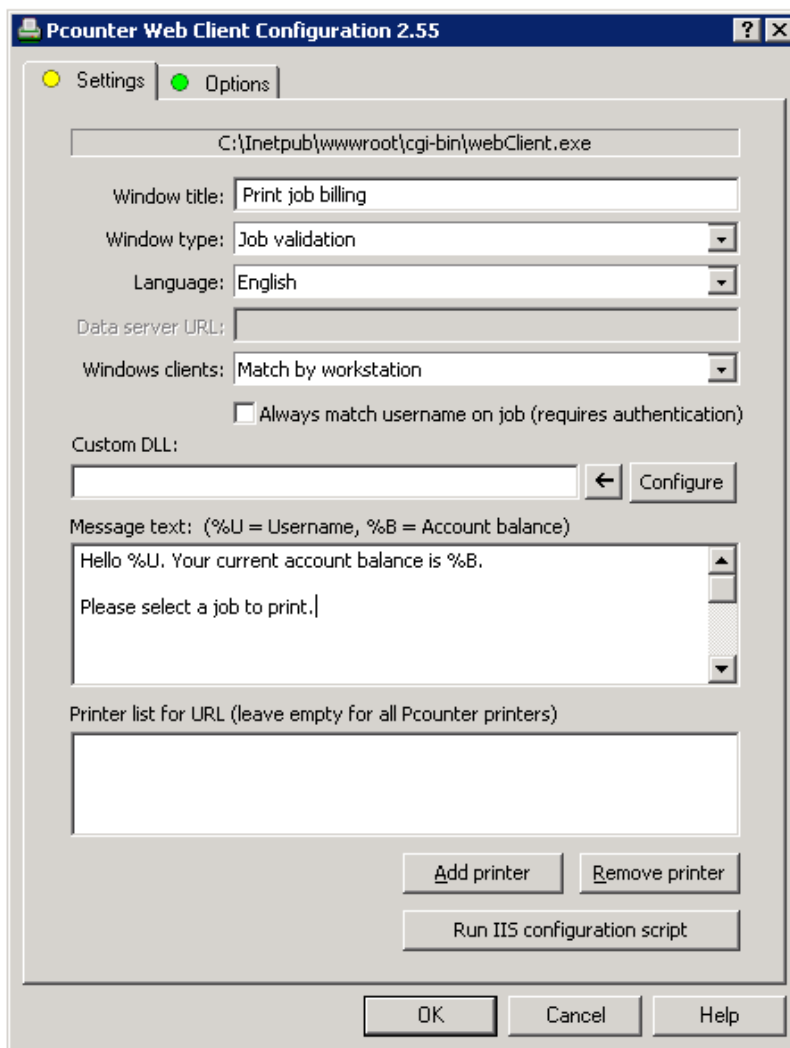 Pcounter Web Client Configuration 2.55
Settings
Options
C:\Inetpub\wwwroot\cgi-bin\webClient.exe
Window title: Print job billing
Window type: Job validation
Language: English
Data server URL:
Windows clients: Match by workstation
Always match username on job (requires authentication)
Custom DLL:
Configure
Message text: (%U = Username, %B = Account balance)
Hello %U. Your current account balance is %B.
Please select a job to print.
Printer list for URL (leave empty for all Pcounter printers)
Add printer
Remove printer
Run IIS configuration script
OK
Cancel
Help